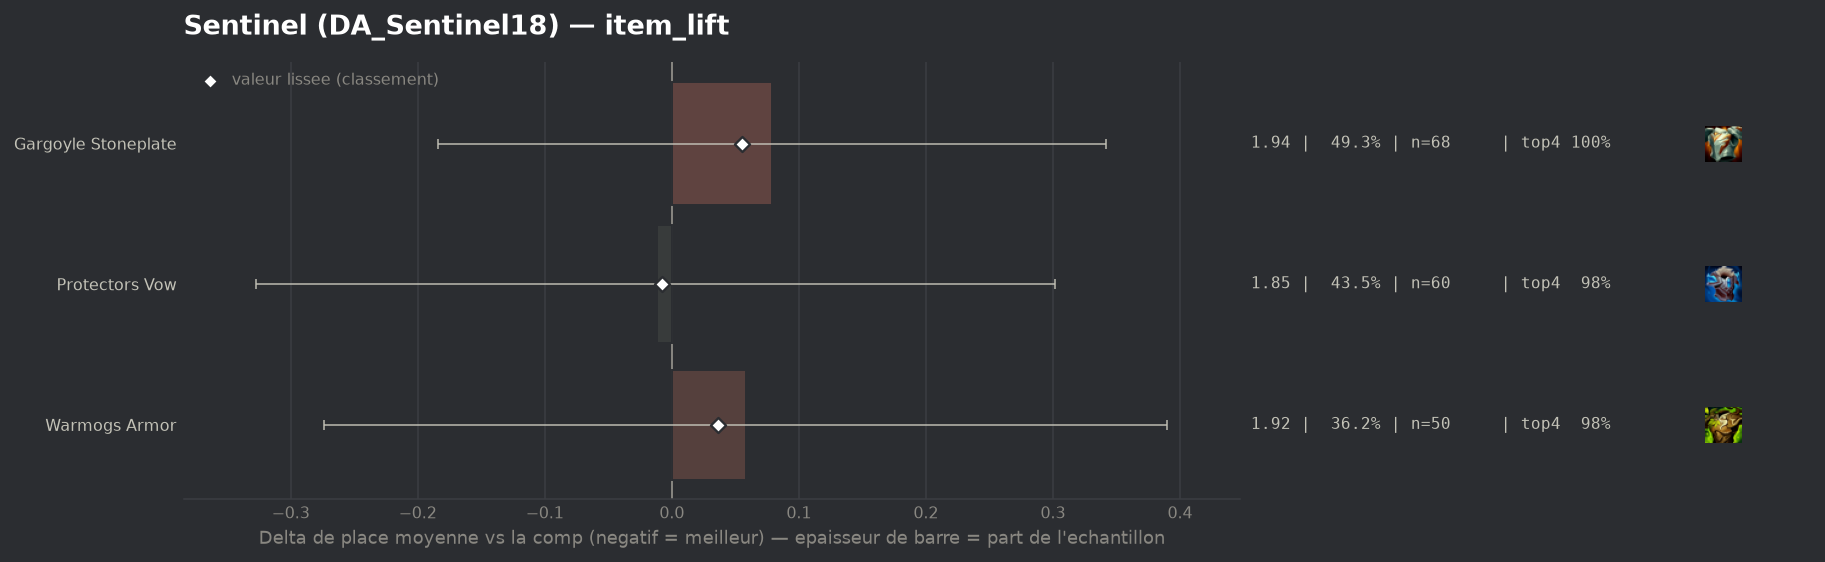 Sentinel (DA_Sentinel18) — item_lift
valeur lissee (classement)
Gargoyle Stoneplate
1.94 | 49.3% | n=68 | top4 100%
Protectors Vow
1.85 | 43.5% | n=60 | top4 98%
Warmogs Armor
1.92 | 36.2% | n=50 | top4 98%
−0.3 −0.2 −0.1 0.0 0.1 0.2 0.3 0.4
Delta de place moyenne vs la comp (negatif = meilleur) — epaisseur de barre = part de l'echantillon